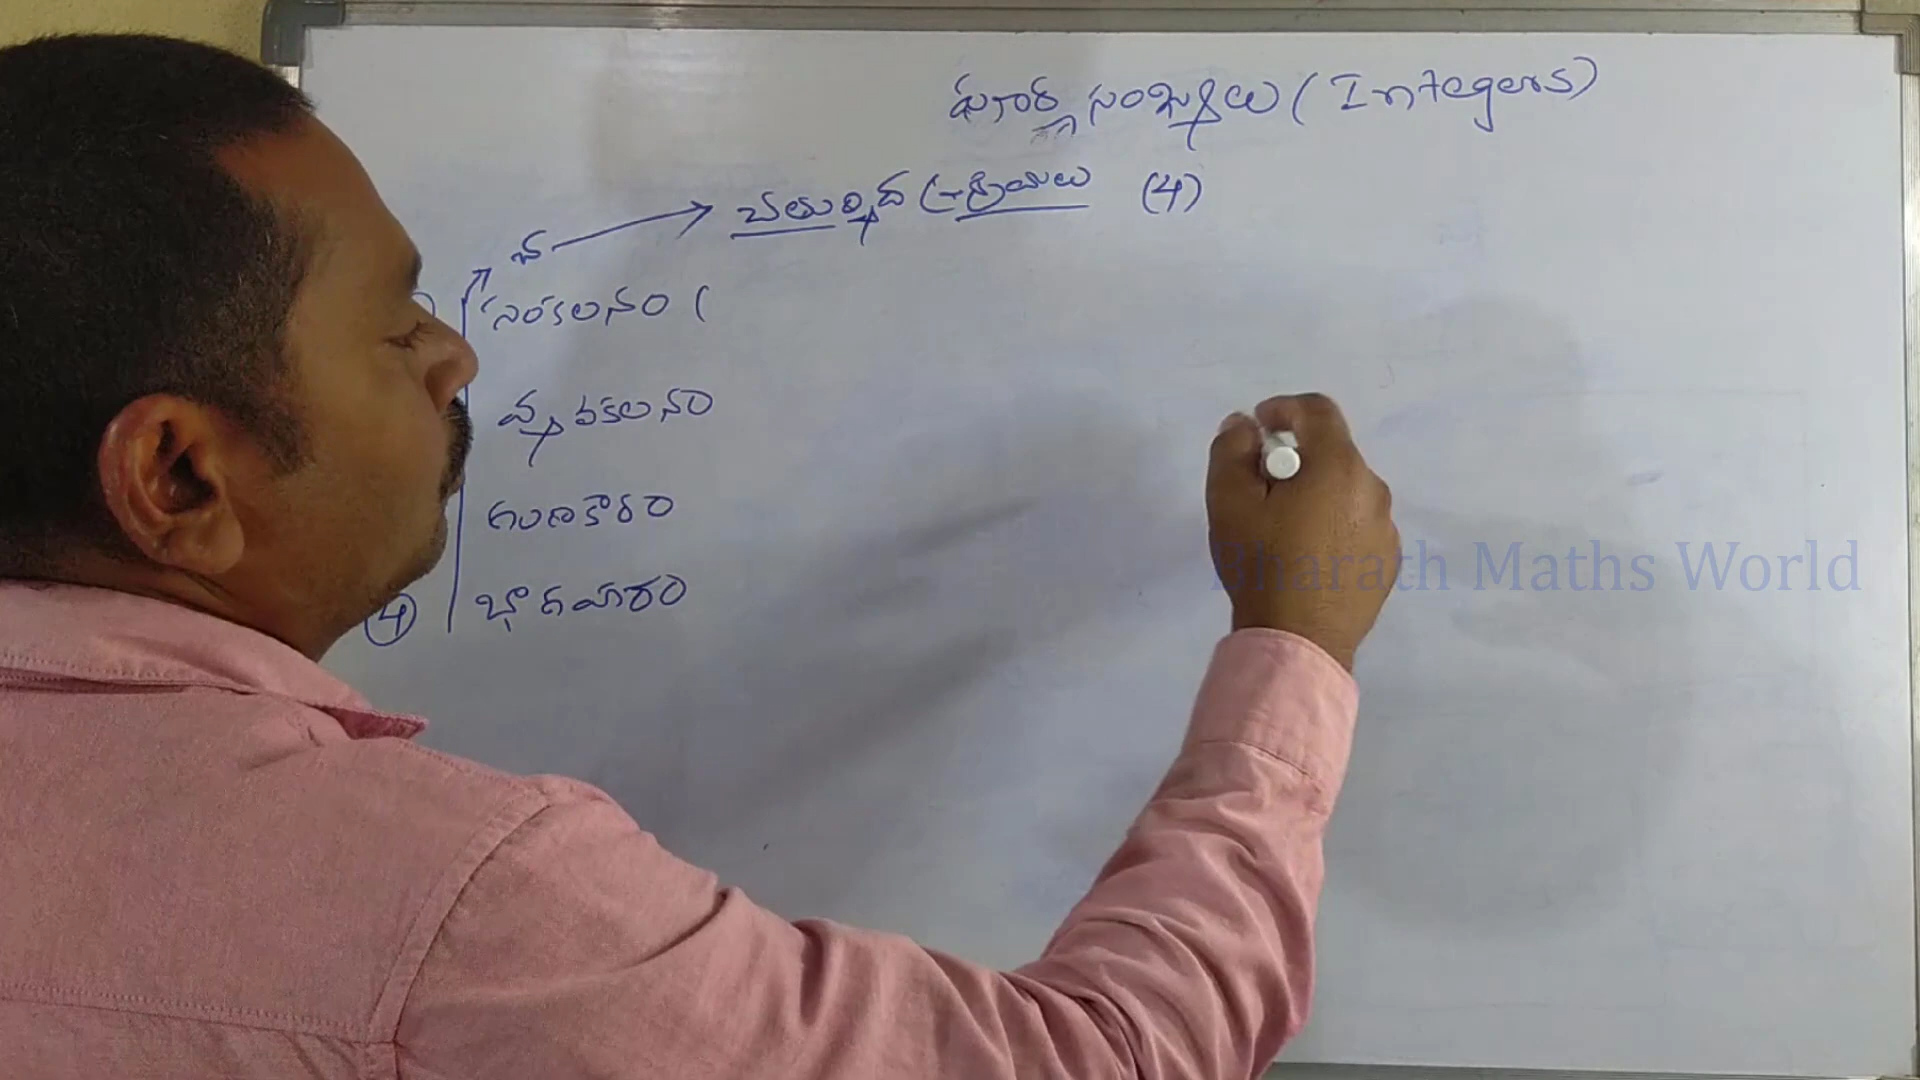 పూర్ణ సంఖ్యలు (Integers)
చతుర్విద ప్రక్రియలు (4)
సంకలనం (
వ్యవకలనం
గుణకారం
④ భాగహారం
Bharath Maths World